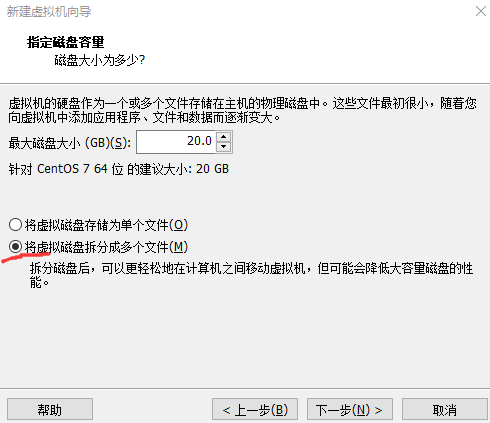 新建虚拟机向导
指定磁盘容量
磁盘大小为多少?
虚拟机的硬盘作为一个或多个文件存储在主机的物理磁盘中。这些文件最初很小，随着您
向虚拟机中添加应用程序、文件和数据而逐渐变大。
最大磁盘大小 (GB)(S): 20.0
针对 CentOS 7 64 位 的建议大小: 20 GB
将虚拟磁盘存储为单个文件(O)
将虚拟磁盘拆分成多个文件(M)
拆分磁盘后，可以更轻松地在计算机之间移动虚拟机，但可能会降低大容量磁盘的性
能。
帮助 < 上一步(B) 下一步(N) > 取消